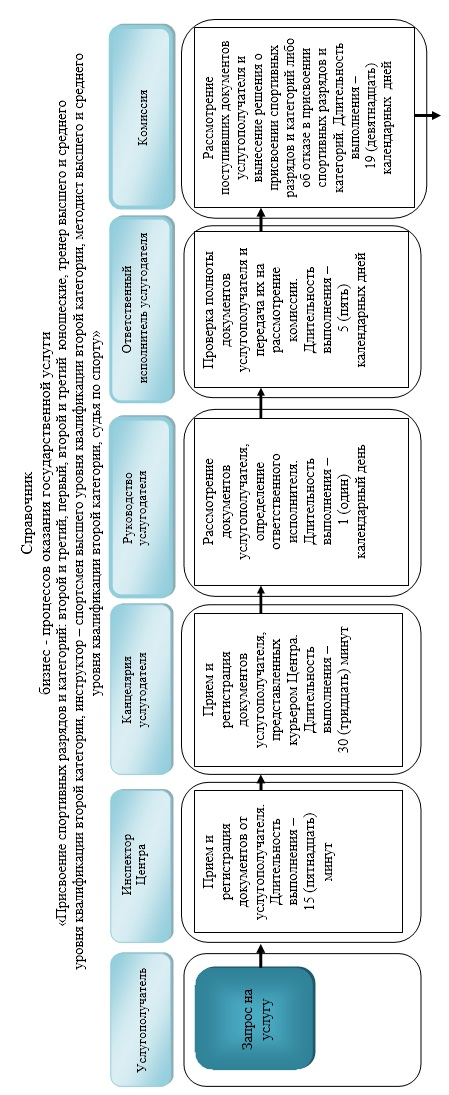 Справочник
бизнес - процессов оказания государственной услуги
«Присвоение спортивных разрядов и категорий: второй и третий, первый, второй и третий юношеские, тренер высшего и среднего
уровня квалификации второй категории, инструктор – спортсмен высшего уровня квалификации второй категории, методист высшего и среднего
уровня квалификации второй категории, судья по спорту»
Услугополучатель
Инспектор
Центра
Канцелярия
услугодателя
Руководство
услугодателя
Ответственный
исполнитель услугодателя
Комиссия
Запрос на
услугу
Прием и
регистрация
документов от
услугополучателя.
Длительность
выполнения –
15 (пятнадцать)
минут
Прием и
регистрация
документов
услугополучателя,
представленных
курьером Центра.
Длительность
выполнения –
30 (тридцать) минут
Рассмотрение
документов
услугополучателя,
определение
ответственного
исполнителя.
Длительность
выполнения –
1 (один)
календарный день
Проверка полноты
документов
услугополучателя и
передача их на
рассмотрение
комиссии.
Длительность
выполнения –
5 (пять)
календарных дней
Рассмотрение
поступивших документов
услугополучателя и
вынесение решения о
присвоении спортивных
разрядов и категорий либо
об отказе в присвоении
спортивных разрядов и
категорий. Длительность
выполнения –
19 (девятнадцать)
календарных дней